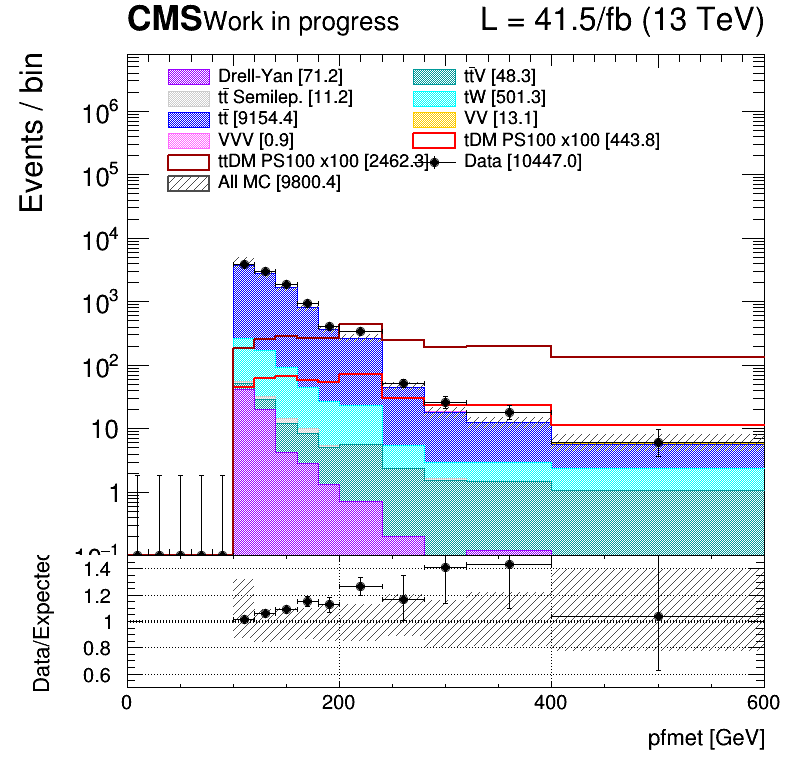 CMS Work in progress L = 41.5/fb (13 TeV)
Events / bin
Drell-Yan [71.2] tt̄V [48.3]
tt̄ Semilep. [11.2] tW [501.3]
tt̄ [9154.4] VV [13.1]
VVV [0.9] tDM PS100 x100 [443.8]
ttDM PS100 x100 [2462.3] Data [10447.0]
All MC [9800.4]
10⁶
10⁵
10⁴
10³
10²
10
1
10⁻¹
Data/Expected
1.4
1.2
1
0.8
0.6
0 200 400 600
pfmet [GeV]